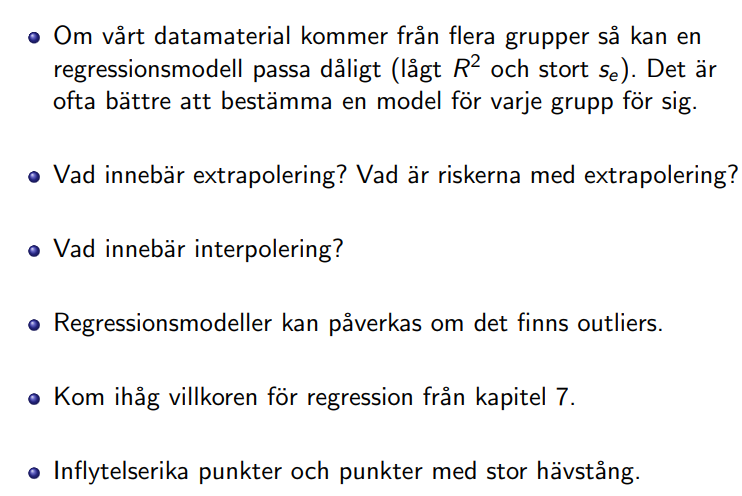 Om vårt datamaterial kommer från flera grupper så kan en
regressionsmodell passa dåligt (lågt R² och stort sₑ). Det är
ofta bättre att bestämma en model för varje grupp för sig.
Vad innebär extrapolering? Vad är riskerna med extrapolering?
Vad innebär interpolering?
Regressionsmodeller kan påverkas om det finns outliers.
Kom ihåg villkoren för regression från kapitel 7.
Inflytelserika punkter och punkter med stor hävstång.